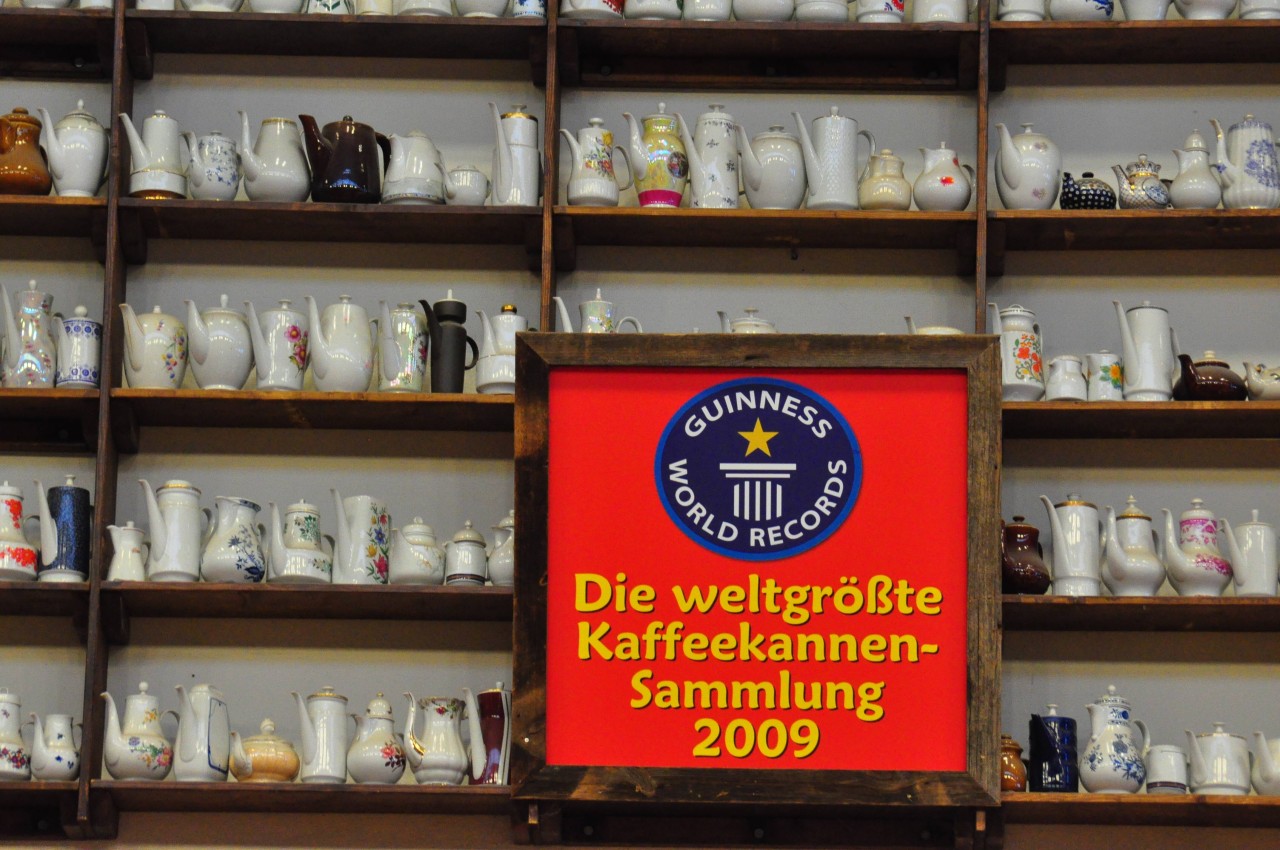 GUINNESS
WORLD RECORDS
Die weltgrößte
Kaffeekannen-
Sammlung
2009